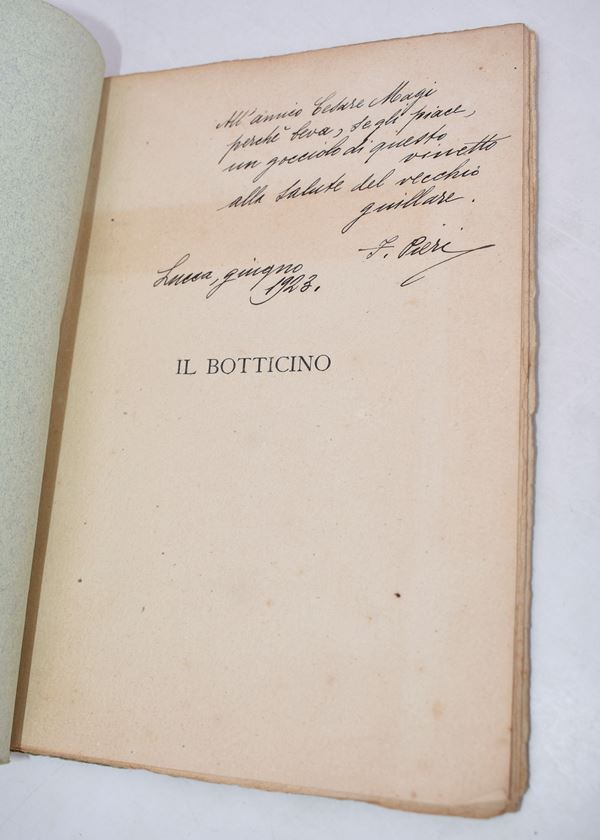 All'amico Cesare Magi
perchè beva, se gli piace,
un gocciolo di questo
vinetto
alla salute del vecchio
giullare.
I. Pieri
Lucca, giugno
1923.
IL BOTTICINO